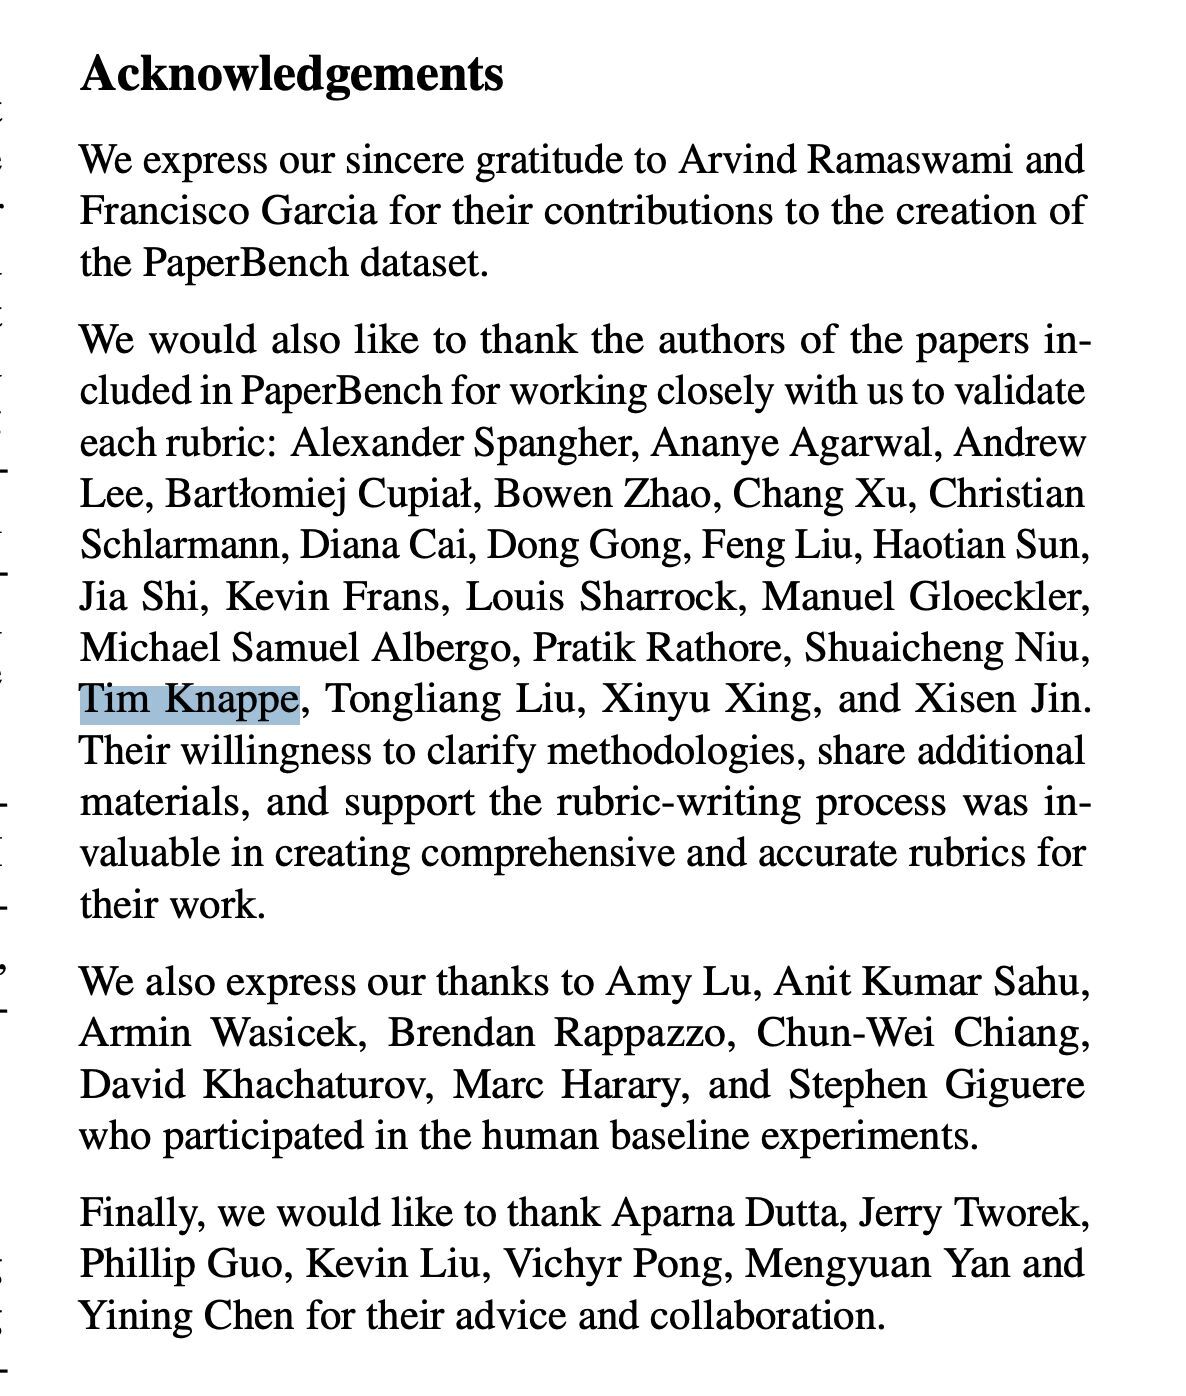 Acknowledgements
We express our sincere gratitude to Arvind Ramaswami and
Francisco Garcia for their contributions to the creation of
the PaperBench dataset.
We would also like to thank the authors of the papers in-
cluded in PaperBench for working closely with us to validate
each rubric: Alexander Spangher, Ananye Agarwal, Andrew
Lee, Bartłomiej Cupiał, Bowen Zhao, Chang Xu, Christian
Schlarmann, Diana Cai, Dong Gong, Feng Liu, Haotian Sun,
Jia Shi, Kevin Frans, Louis Sharrock, Manuel Gloeckler,
Michael Samuel Albergo, Pratik Rathore, Shuaicheng Niu,
Tim Knappe, Tongliang Liu, Xinyu Xing, and Xisen Jin.
Their willingness to clarify methodologies, share additional
materials, and support the rubric-writing process was in-
valuable in creating comprehensive and accurate rubrics for
their work.
We also express our thanks to Amy Lu, Anit Kumar Sahu,
Armin Wasicek, Brendan Rappazzo, Chun-Wei Chiang,
David Khachaturov, Marc Harary, and Stephen Giguere
who participated in the human baseline experiments.
Finally, we would like to thank Aparna Dutta, Jerry Tworek,
Phillip Guo, Kevin Liu, Vichyr Pong, Mengyuan Yan and
Yining Chen for their advice and collaboration.